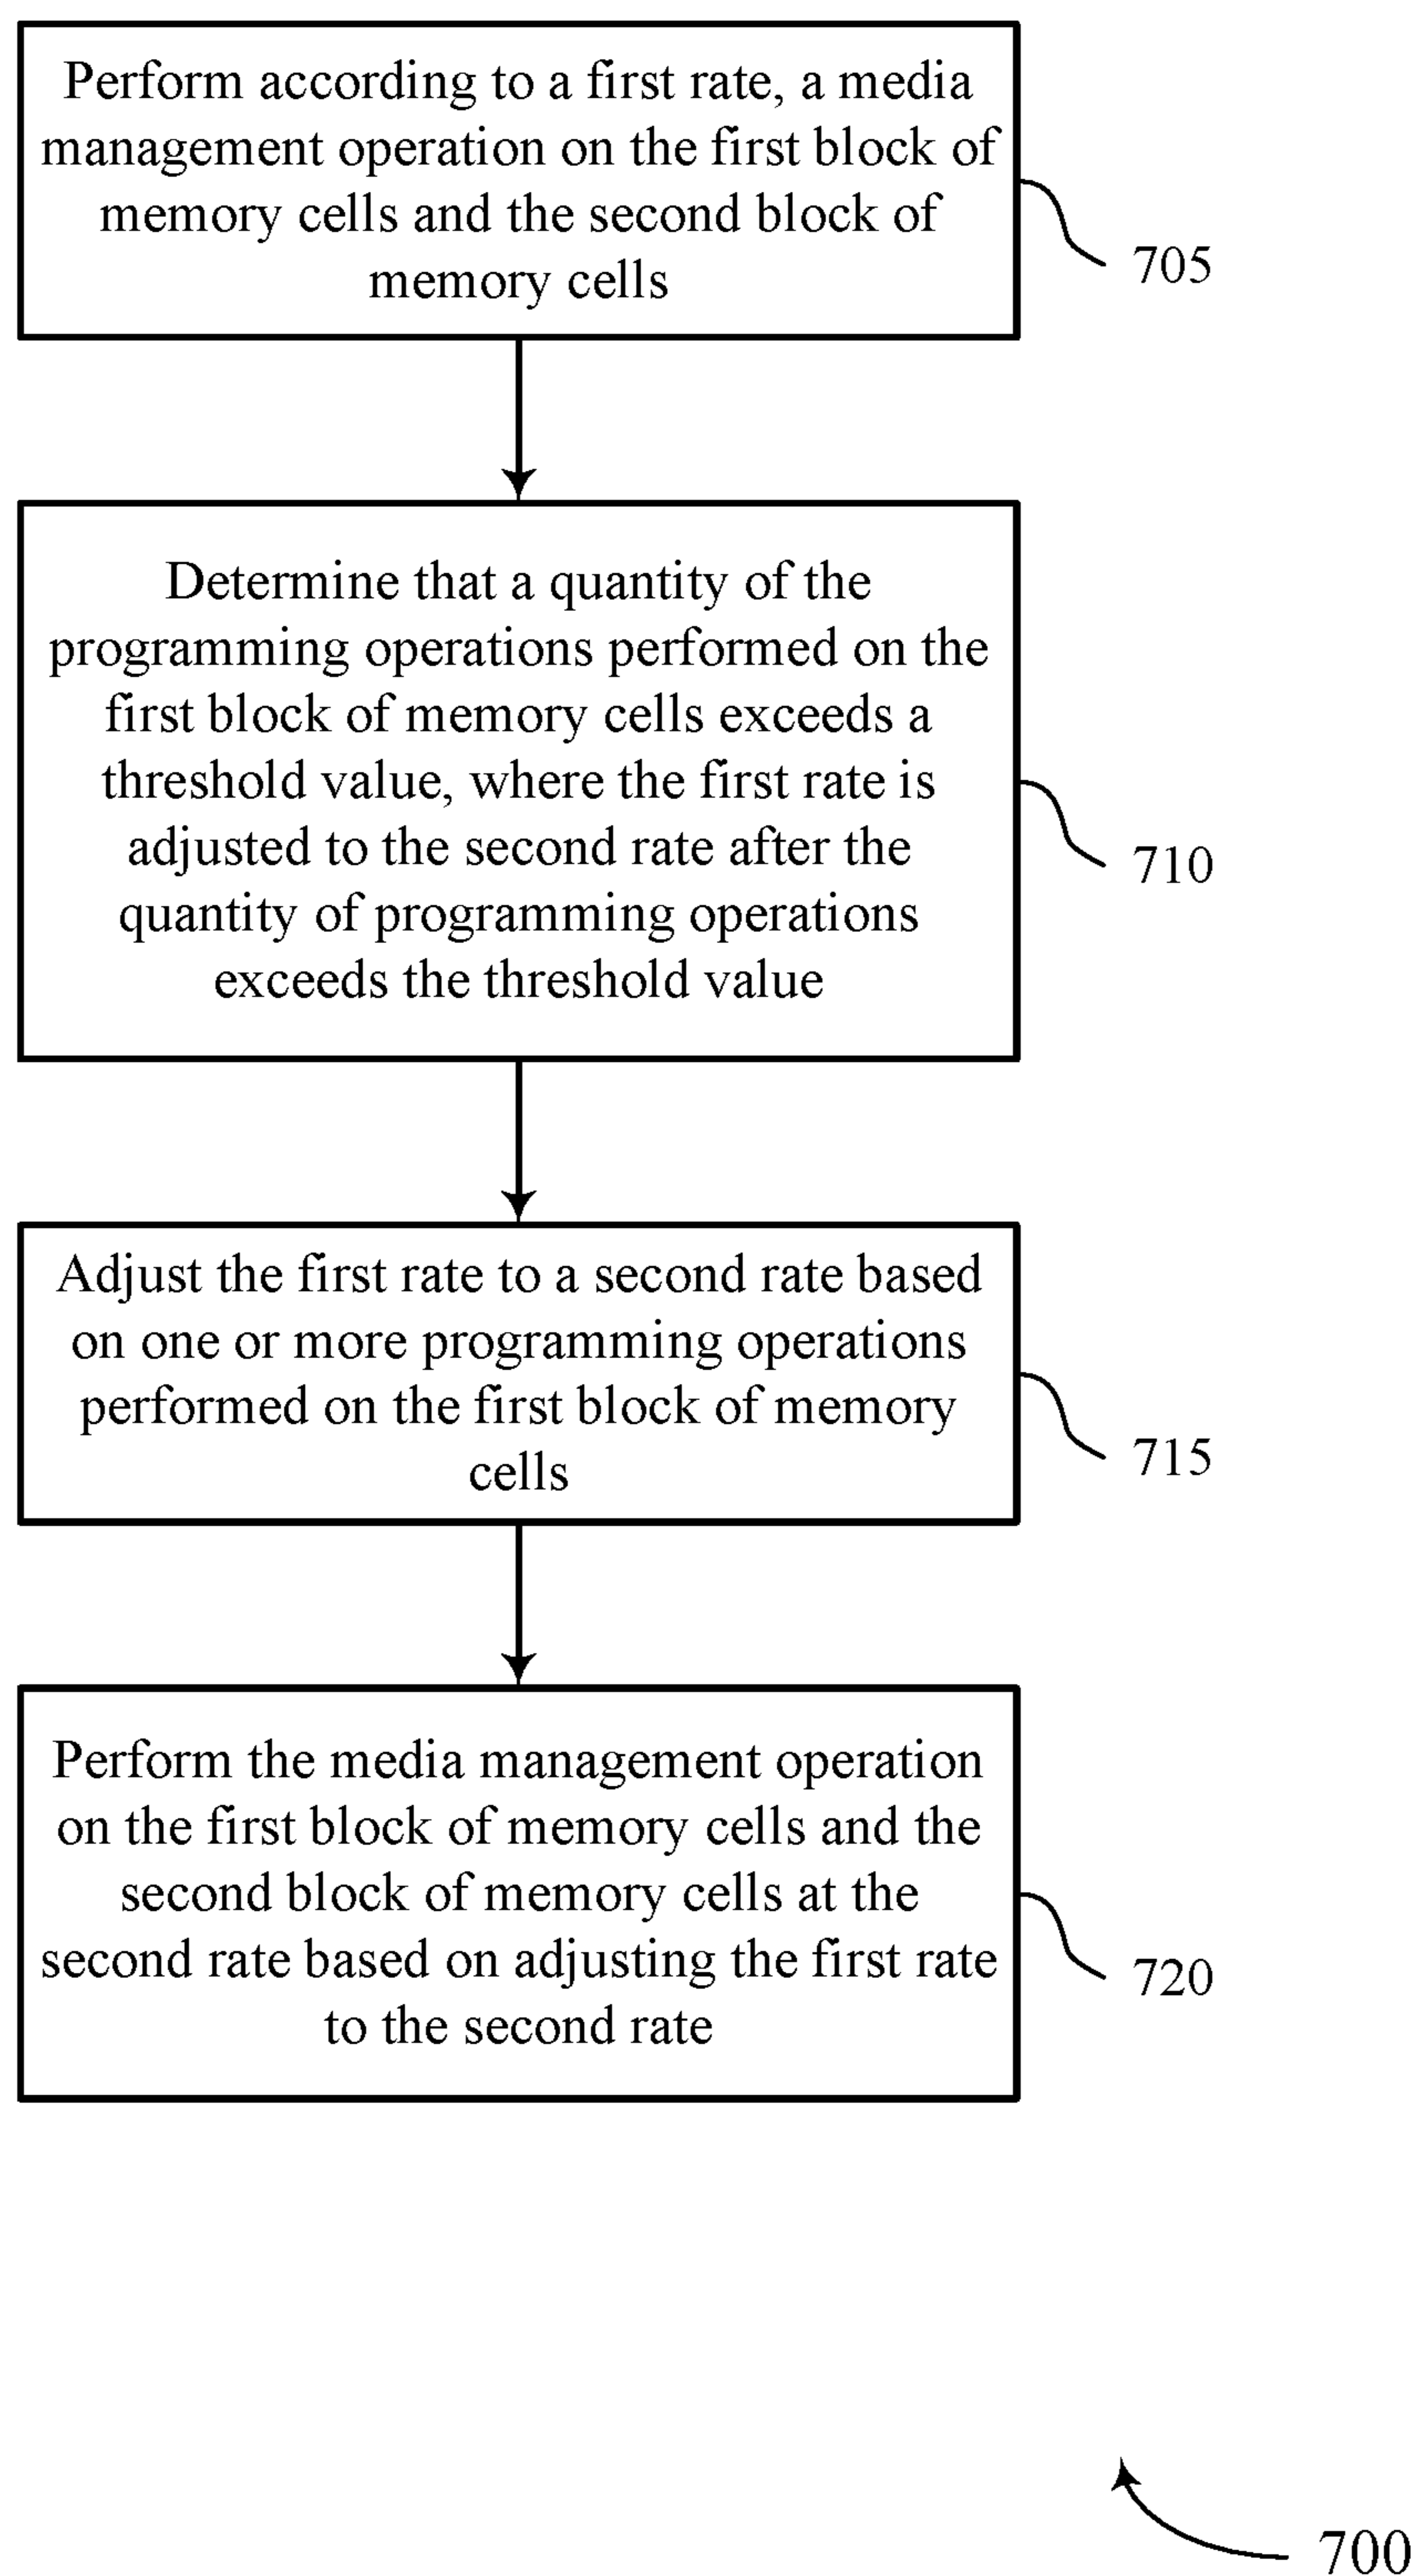 Perform according to a first rate, a media
management operation on the first block of
memory cells and the second block of
memory cells
705
Determine that a quantity of the
programming operations performed on the
first block of memory cells exceeds a
threshold value, where the first rate is
adjusted to the second rate after the
quantity of programming operations
exceeds the threshold value
710
Adjust the first rate to a second rate based
on one or more programming operations
performed on the first block of memory
cells
715
Perform the media management operation
on the first block of memory cells and the
second block of memory cells at the
second rate based on adjusting the first rate
to the second rate
720
700